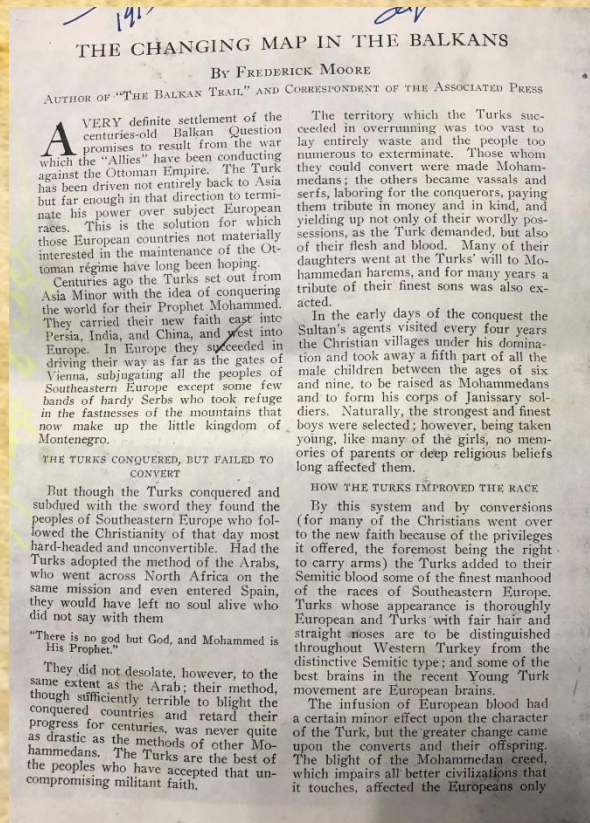 THE CHANGING MAP IN THE BALKANS
BY FREDERICK MOORE
AUTHOR OF "THE BALKAN TRAIL" AND CORRESPONDENT OF THE ASSOCIATED PRESS
A VERY definite settlement of the
centuries-old Balkan Question
promises to result from the war
which the "Allies" have been conducting
against the Ottoman Empire. The Turk
has been driven not entirely back to Asia
but far enough in that direction to termi-
nate his power over subject European
races. This is the solution for which
those European countries not materially
interested in the maintenance of the Ot-
toman régime have long been hoping.
Centuries ago the Turks set out from
Asia Minor with the idea of conquering
the world for their Prophet Mohammed.
They carried their new faith east into
Persia, India, and China, and west into
Europe. In Europe they succeeded in
driving their way as far as the gates of
Vienna, subjugating all the peoples of
Southeastern Europe except some few
bands of hardy Serbs who took refuge
in the fastnesses of the mountains that
now make up the little kingdom of
Montenegro.
THE TURKS CONQUERED, BUT FAILED TO
CONVERT
But though the Turks conquered and
subdued with the sword they found the
peoples of Southeastern Europe who fol-
lowed the Christianity of that day most
hard-headed and unconvertible. Had the
Turks adopted the method of the Arabs,
who went across North Africa on the
same mission and even entered Spain,
they would have left no soul alive who
did not say with them
"There is no god but God, and Mohammed is
His Prophet."
They did not desolate, however, to the
same extent as the Arab; their method,
though sufficiently terrible to blight the
conquered countries and retard their
progress for centuries, was never quite
as drastic as the methods of other Mo-
hammedans. The Turks are the best of
the peoples who have accepted that un-
compromising militant faith.
The territory which the Turks suc-
ceeded in overrunning was too vast to
lay entirely waste and the people too
numerous to exterminate. Those whom
they could convert were made Moham-
medans; the others became vassals and
serfs, laboring for the conquerors, paying
them tribute in money and in kind, and
yielding up not only of their wordly pos-
sessions, as the Turk demanded, but also
of their flesh and blood. Many of their
daughters went at the Turks' will to Mo-
hammedan harems, and for many years a
tribute of their finest sons was also ex-
acted.
In the early days of the conquest the
Sultan's agents visited every four years
the Christian villages under his domina-
tion and took away a fifth part of all the
male children between the ages of six
and nine, to be raised as Mohammedans
and to form his corps of Janissary sol-
diers. Naturally, the strongest and finest
boys were selected; however, being taken
young, like many of the girls, no mem-
ories of parents or deep religious beliefs
long affected them.
HOW THE TURKS IMPROVED THE RACE
By this system and by conversions
(for many of the Christians went over
to the new faith because of the privileges
it offered, the foremost being the right
to carry arms) the Turks added to their
Semitic blood some of the finest manhood
of the races of Southeastern Europe.
Turks whose appearance is thoroughly
European and Turks with fair hair and
straight noses are to be distinguished
throughout Western Turkey from the
distinctive Semitic type; and some of the
best brains in the recent Young Turk
movement are European brains.
The infusion of European blood had
a certain minor effect upon the character
of the Turk, but the greater change came
upon the converts and their offspring.
The blight of the Mohammedan creed,
which impairs all better civilizations that
it touches, affected the Europeans only